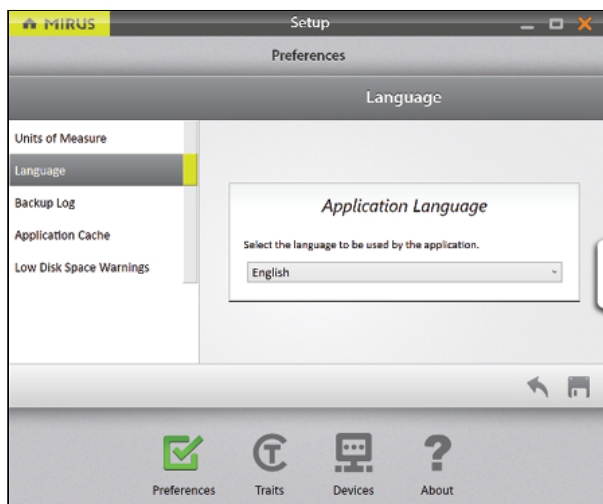 MIRUS
Setup
Preferences
Language
Units of Measure
Language
Backup Log
Application Cache
Low Disk Space Warnings
Application Language
Select the language to be used by the application.
English
Preferences
Traits
Devices
About